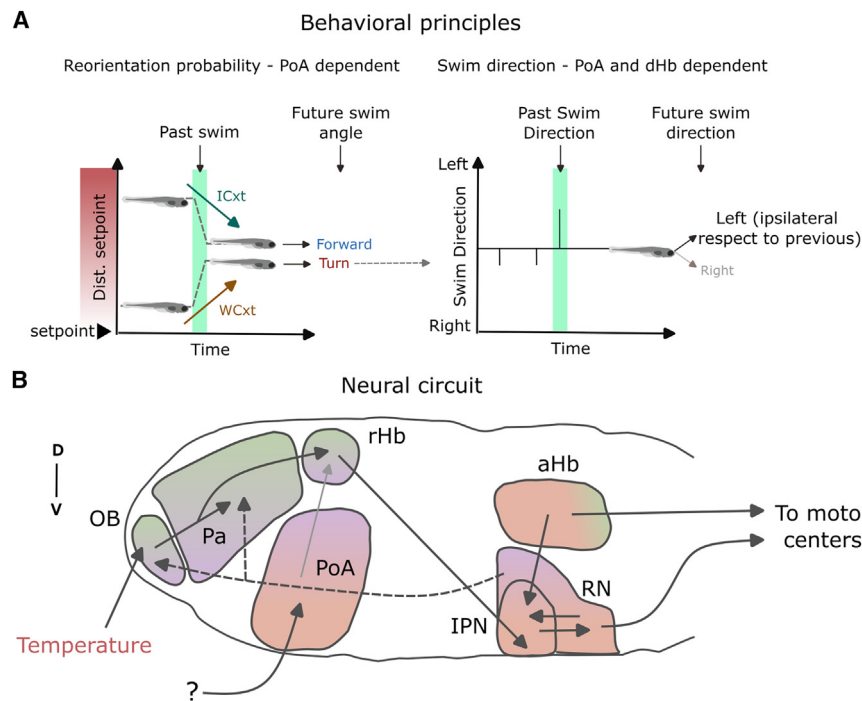 A
Behavioral principles
Reorientation probability - PoA dependent
Past swim
Future swim
angle
Dist. setpoint
setpoint
ICxt
WCxt
Forward
Turn
Time
Swim direction - PoA and dHb dependent
Past Swim
Direction
Future swim
direction
Left
Swim Direction
Right
Left (ipsilateral
respect to previous)
Right
Time
B
Neural circuit
D
V
OB
Pa
rHb
PoA
aHb
IPN
RN
To moto
centers
Temperature
?